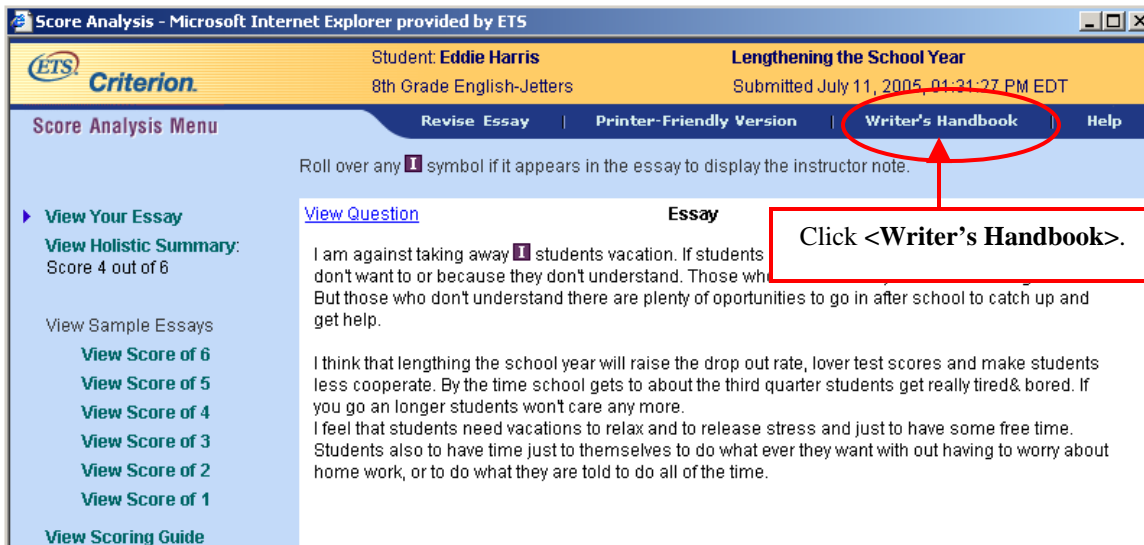 Score Analysis - Microsoft Internet Explorer provided by ETS
ETS Criterion.
Student: Eddie Harris
8th Grade English-Jetters
Lengthening the School Year
Submitted July 11, 2005, 01:31:27 PM EDT
Score Analysis Menu
Revise Essay | Printer-Friendly Version | Writer's Handbook | Help
Roll over any I symbol if it appears in the essay to display the instructor note.
View Your Essay
View Holistic Summary:
Score 4 out of 6
View Sample Essays
View Score of 6
View Score of 5
View Score of 4
View Score of 3
View Score of 2
View Score of 1
View Scoring Guide
View Question
Essay
Click <Writer's Handbook>.
I am against taking away I students vacation. If students
don't want to or because they don't understand. Those who
But those who don't understand there are plenty of oportunities to go in after school to catch up and
get help.
I think that lengthing the school year will raise the drop out rate, lover test scores and make students
less cooperate. By the time school gets to about the third quarter students get really tired& bored. If
you go an longer students won't care any more.
I feel that students need vacations to relax and to release stress and just to have some free time.
Students also to have time just to themselves to do what ever they want with out having to worry about
home work, or to do what they are told to do all of the time.